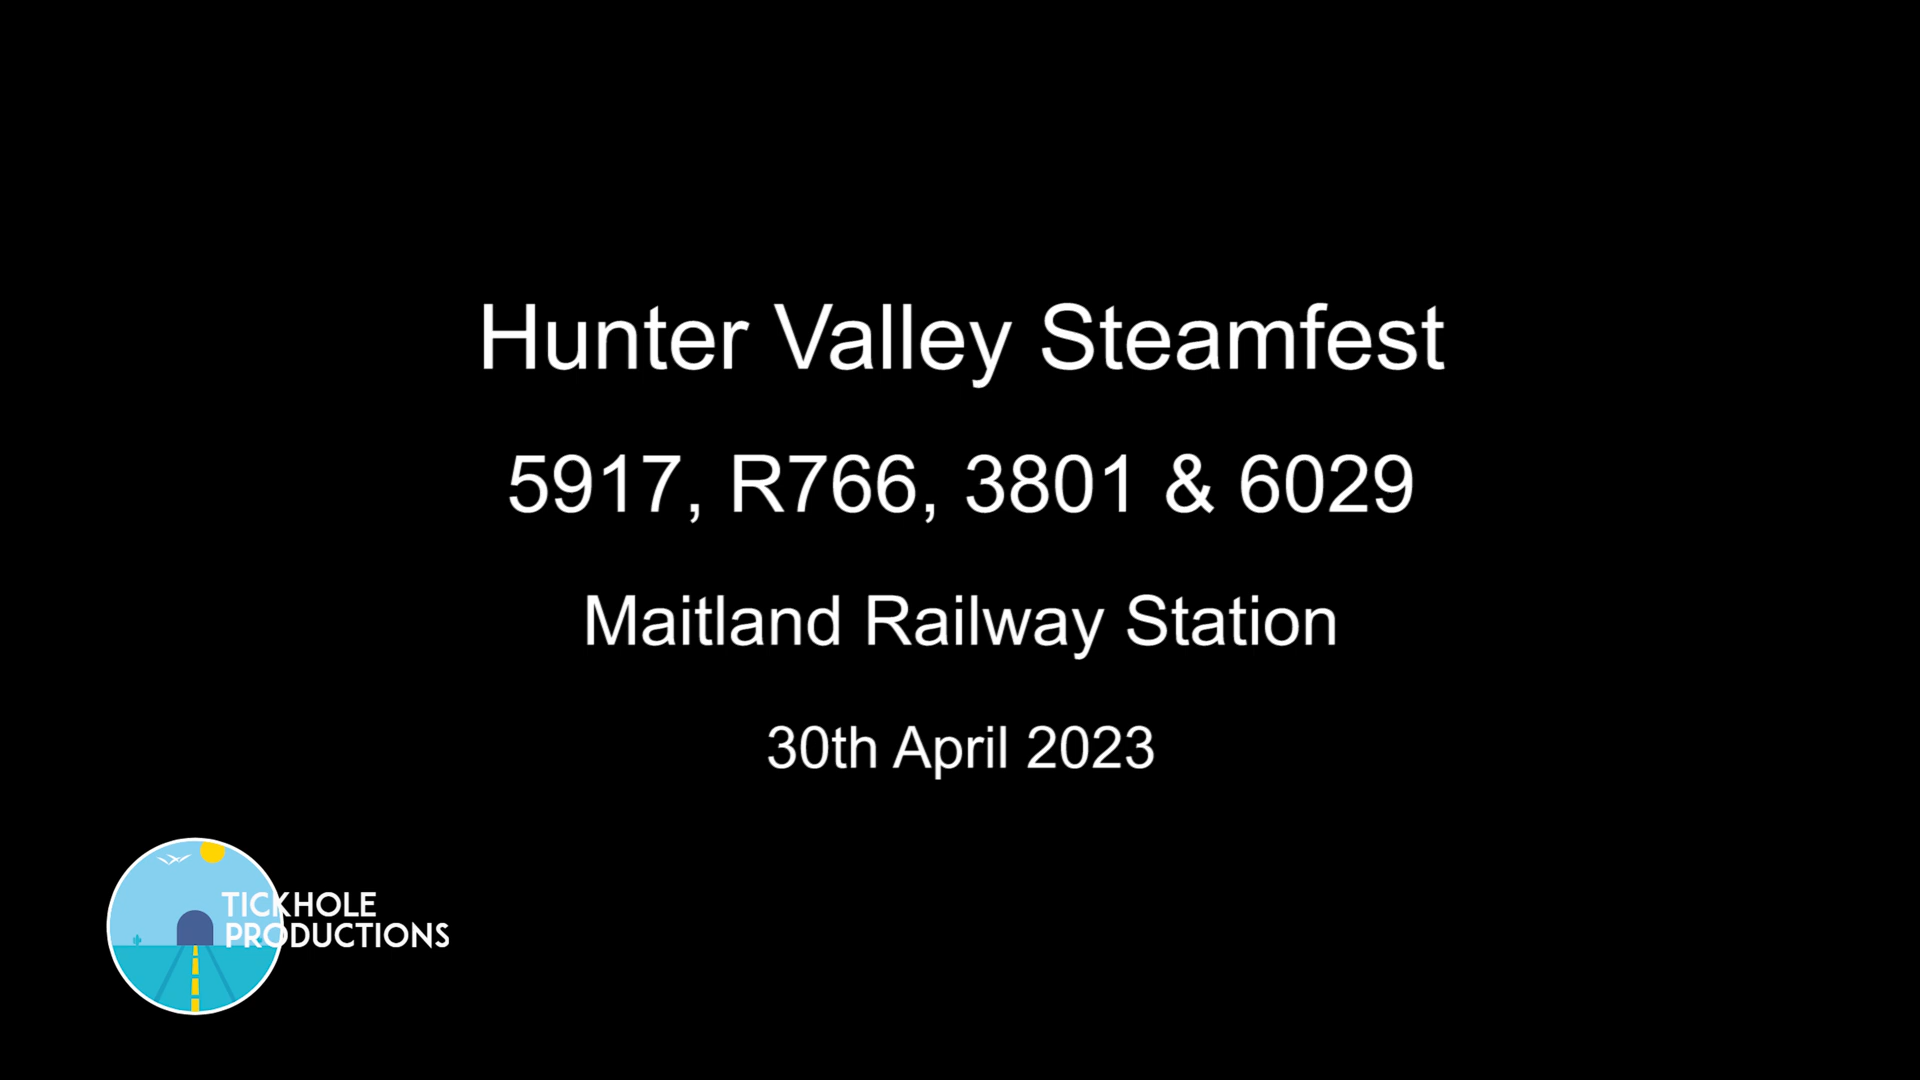 Hunter Valley Steamfest
5917, R766, 3801 & 6029
Maitland Railway Station
30th April 2023
TICKHOLE
PRODUCTIONS